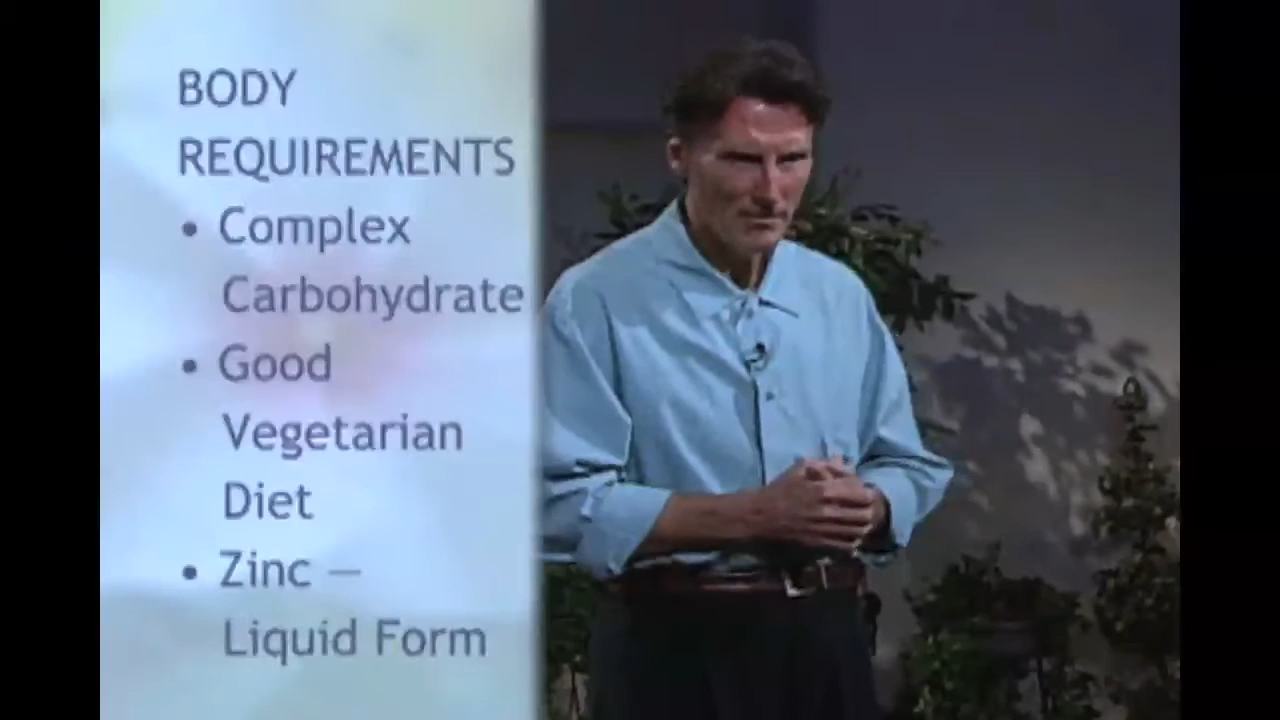 BODY
REQUIREMENTS
• Complex
Carbohydrate
• Good
Vegetarian
Diet
• Zinc —
Liquid Form